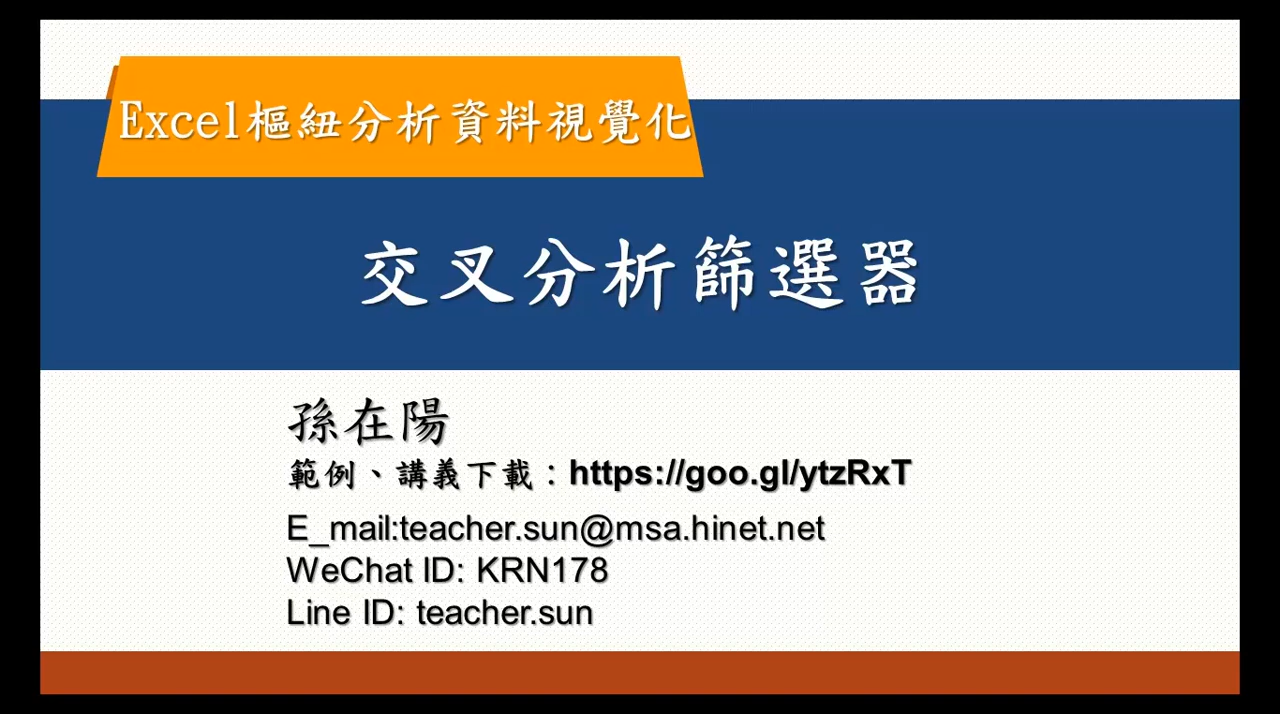 Excel樞紐分析資料視覺化
交叉分析篩選器
孫在陽
範例、講義下載：https://goo.gl/ytzRxT
E_mail:teacher.sun@msa.hinet.net
WeChat ID: KRN178
Line ID: teacher.sun